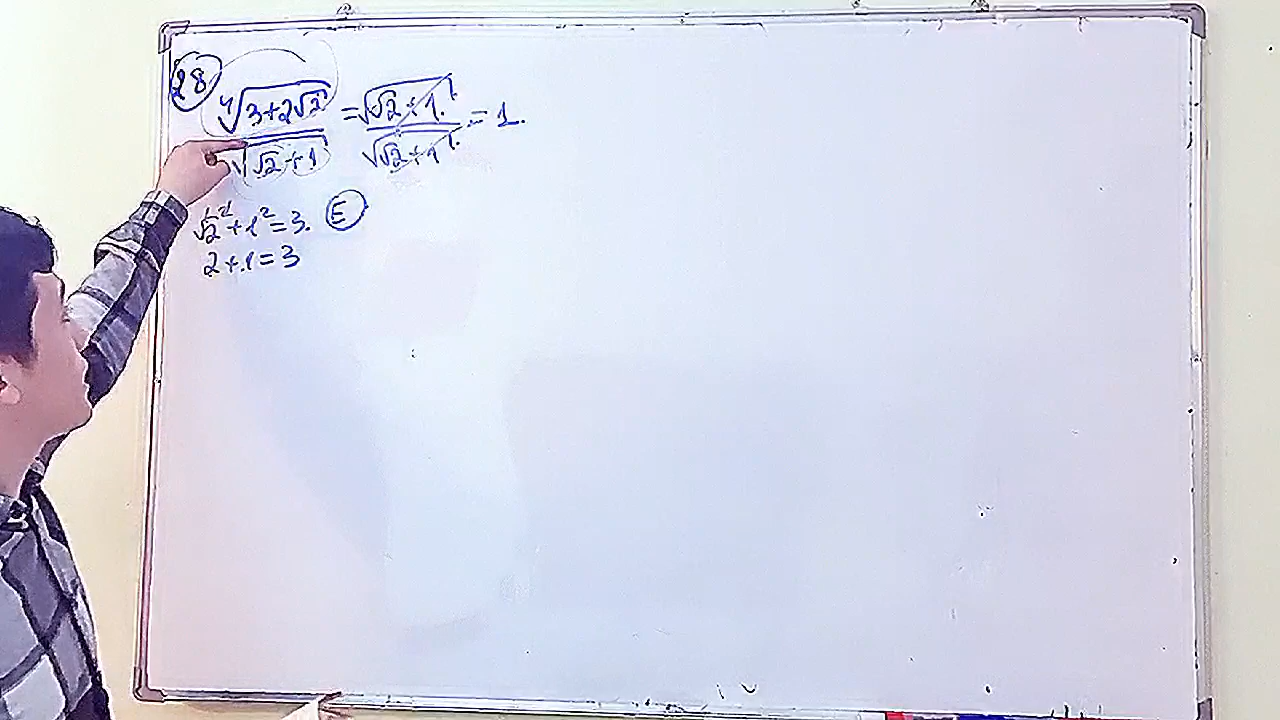 28
⁴√(3+2√2) / √(√2+1) = √(√2+1) / √(√2+1) = 1.
√2² + 1² = 3. E
2+1=3